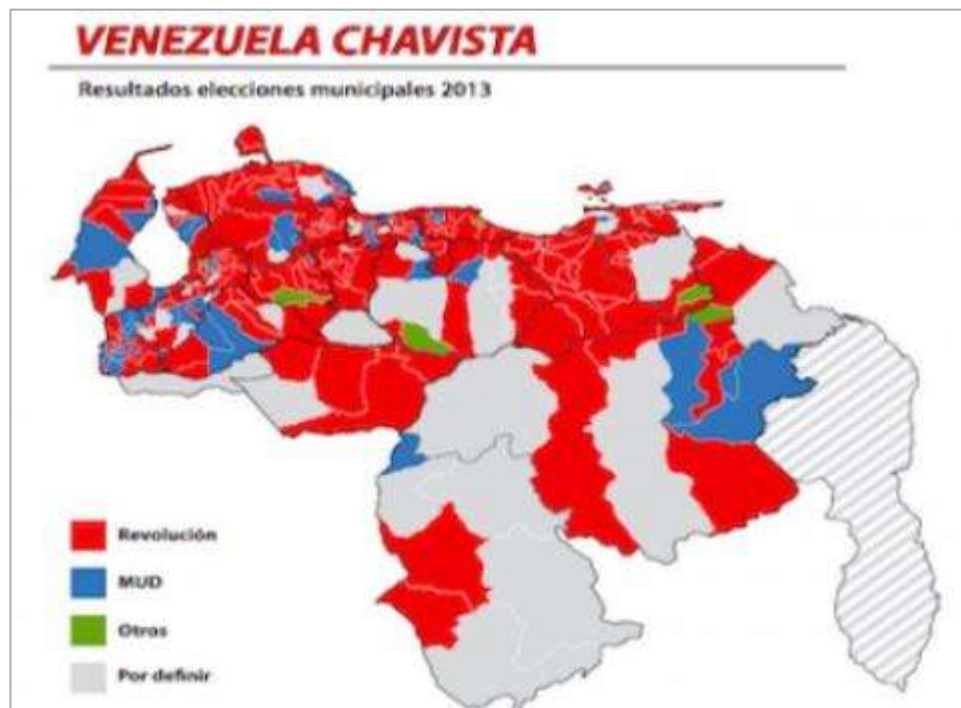 VENEZUELA CHAVISTA
Resultados elecciones municipales 2013
Revolución
MUD
Otros
Por definir